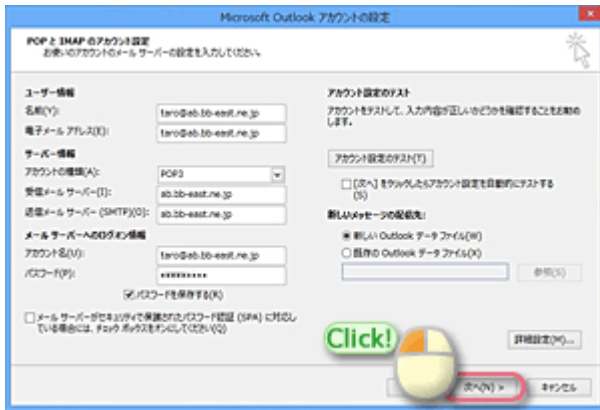 Microsoft Outlook アカウントの設定
POP と IMAP のアカウント設定
お使いのアカウントのメール サーバーの設定を入力してください。
ユーザー情報
名前(Y):
taro@ab.bb-east.ne.jp
電子メール アドレス(E):
taro@ab.bb-east.ne.jp
サーバー情報
アカウントの種類(A):
POP3
受信メール サーバー(I):
ab.bb-east.ne.jp
送信メール サーバー (SMTP)(O):
ab.bb-east.ne.jp
メール サーバーへのログオン情報
アカウント名(U):
taro@ab.bb-east.ne.jp
パスワード(P):
*********
パスワードを保存する(R)
メール サーバーがセキュリティで保護されたパスワード認証 (SPA) に対応し
ている場合には、チェック ボックスをオンにしてください(Q)
アカウント設定のテスト
アカウントをテストして、入力内容が正しいかどうかを確認することをお勧め
します。
アカウント設定のテスト(T)
[次へ] をクリックしたらアカウント設定を自動的にテストする
(S)
新しいメッセージの配信先:
新しい Outlook データ ファイル(W)
既存の Outlook データ ファイル(X)
参照(S)
詳細設定(M)...
Click!
次へ(N) >
キャンセル